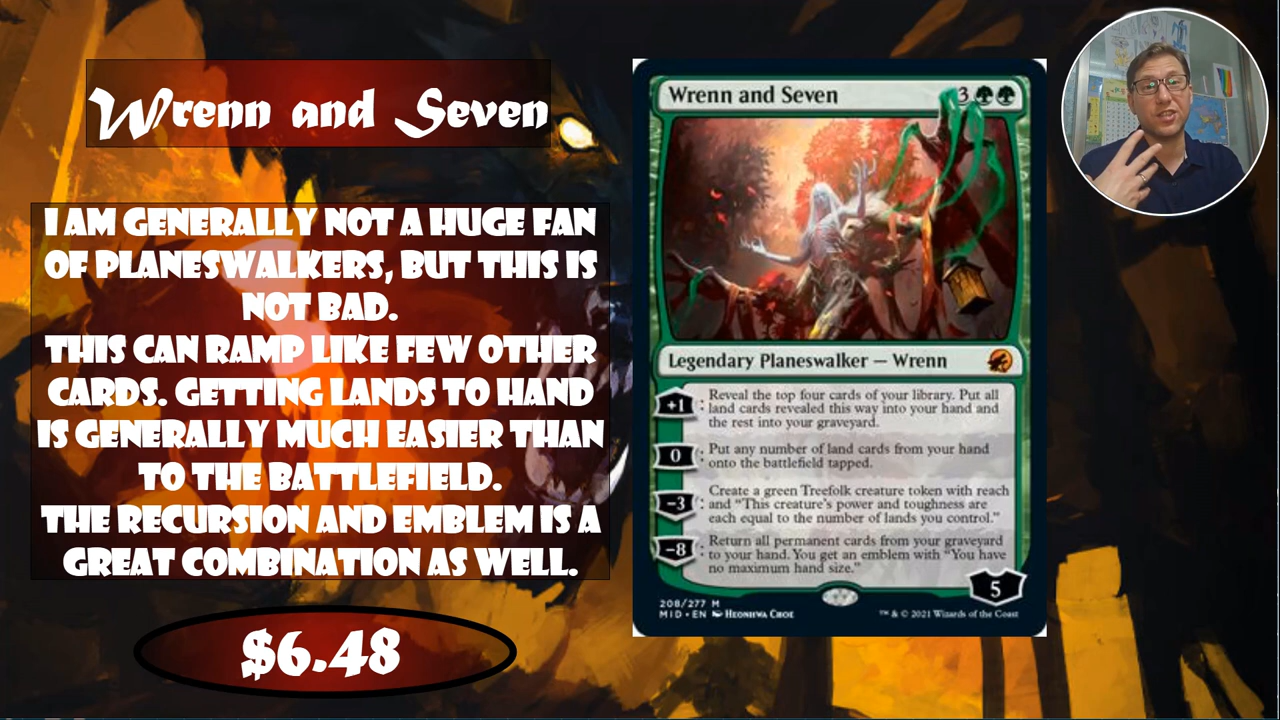 Wrenn and Seven
I AM GENERALLY NOT A HUGE FAN
OF PLANESWALKERS, BUT THIS IS
NOT BAD.
THIS CAN RAMP LIKE FEW OTHER
CARDS. GETTING LANDS TO HAND
IS GENERALLY MUCH EASIER THAN
TO THE BATTLEFIELD.
THE RECURSION AND EMBLEM IS A
GREAT COMBINATION AS WELL.
$6.48
Wrenn and Seven 3
Legendary Planeswalker — Wrenn
+1: Reveal the top four cards of your library. Put all
land cards revealed this way into your hand and
the rest into your graveyard.
0: Put any number of land cards from your hand
onto the battlefield tapped.
−3: Create a green Treefolk creature token with reach
and “This creature's power and toughness are
each equal to the number of lands you control.”
−8: Return all permanent cards from your graveyard
to your hand. You get an emblem with “You have
no maximum hand size.”
5
208/277 M
MID • EN Heonhwa Choe
™ & © 2021 Wizards of the Coast